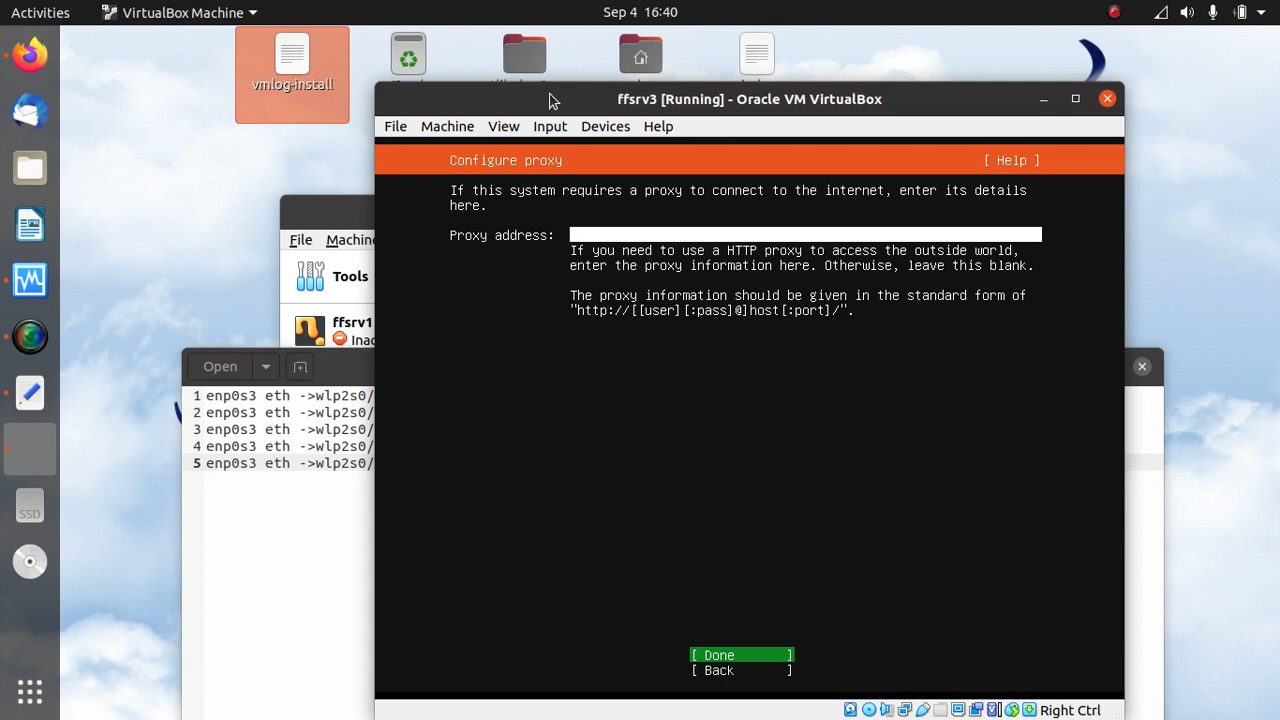 Activities
VirtualBox Machine
Sep 4 16:40
vmlog-install
ffsrv3 [Running] - Oracle VM VirtualBox
File Machine View Input Devices Help
Configure proxy
[ Help ]
If this system requires a proxy to connect to the internet, enter its details
here.
Proxy address:
If you need to use a HTTP proxy to access the outside world,
enter the proxy information here. Otherwise, leave this blank.
The proxy information should be given in the standard form of
"http://[[user][:pass]@]host[:port]/".
[ Done ]
[ Back ]
Right Ctrl
File Machine
Tools
ffsrv1
Open
1 enp0s3 eth ->wlp2s0/
2 enp0s3 eth ->wlp2s0/
3 enp0s3 eth ->wlp2s0/
4 enp0s3 eth ->wlp2s0/
5 enp0s3 eth ->wlp2s0/
SSD